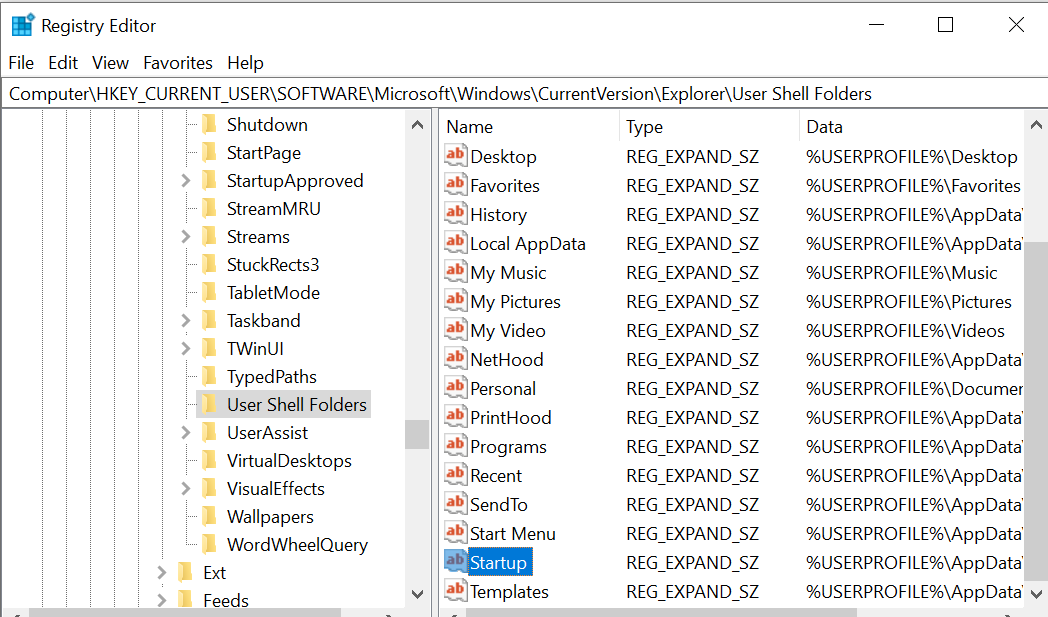 Registry Editor
File Edit View Favorites Help
Computer\HKEY_CURRENT_USER\SOFTWARE\Microsoft\Windows\CurrentVersion\Explorer\User Shell Folders
Shutdown
StartPage
StartupApproved
StreamMRU
Streams
StuckRects3
TabletMode
Taskband
TWinUI
TypedPaths
User Shell Folders
UserAssist
VirtualDesktops
VisualEffects
Wallpapers
WordWheelQuery
Ext
Feeds
Name Type Data
Desktop REG_EXPAND_SZ %USERPROFILE%\Desktop
Favorites REG_EXPAND_SZ %USERPROFILE%\Favorites
History REG_EXPAND_SZ %USERPROFILE%\AppData\
Local AppData REG_EXPAND_SZ %USERPROFILE%\AppData\
My Music REG_EXPAND_SZ %USERPROFILE%\Music
My Pictures REG_EXPAND_SZ %USERPROFILE%\Pictures
My Video REG_EXPAND_SZ %USERPROFILE%\Videos
NetHood REG_EXPAND_SZ %USERPROFILE%\AppData\
Personal REG_EXPAND_SZ %USERPROFILE%\Documen
PrintHood REG_EXPAND_SZ %USERPROFILE%\AppData\
Programs REG_EXPAND_SZ %USERPROFILE%\AppData\
Recent REG_EXPAND_SZ %USERPROFILE%\AppData\
SendTo REG_EXPAND_SZ %USERPROFILE%\AppData\
Start Menu REG_EXPAND_SZ %USERPROFILE%\AppData\
Startup REG_EXPAND_SZ %USERPROFILE%\AppData\
Templates REG_EXPAND_SZ %USERPROFILE%\AppData\